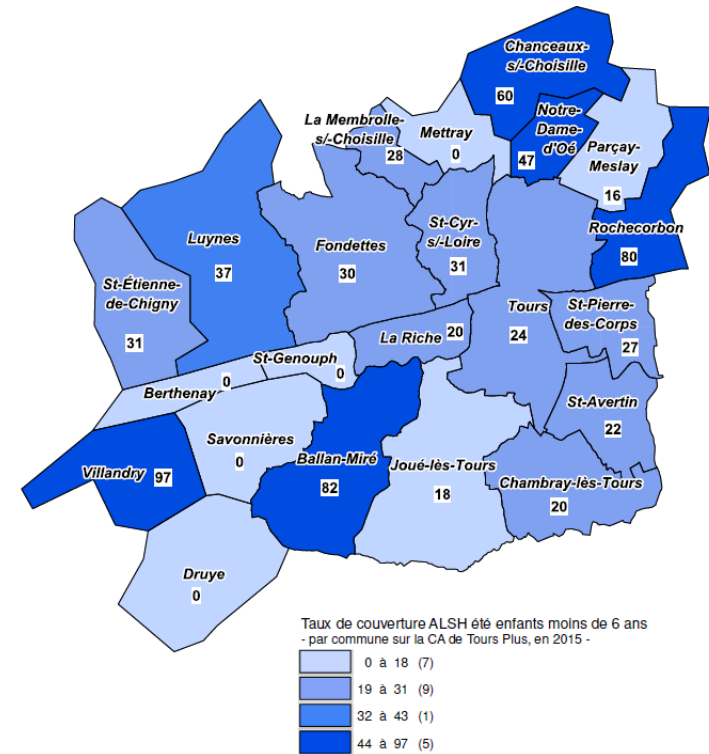 Chanceaux-
s/-Choisille
60
Notre-
Dame-
d'Oé
47
La Membrolle-
s/-Choisille
28
Mettray
0
Parçay-
Meslay
16
Rochecorbon
80
Luynes
37
Fondettes
30
St-Cyr-
s/-Loire
31
St-Étienne-
de-Chigny
31
Tours
24
St-Pierre-
des-Corps
27
La Riche
20
St-Genouph
0
Berthenay
0
St-Avertin
22
Savonnières
0
Villandry
97
Ballan-Miré
82
Joué-lès-Tours
18
Chambray-lès-Tours
20
Druye
0
Taux de couverture ALSH été enfants moins de 6 ans
- par commune sur la CA de Tours Plus, en 2015 -
0 à 18 (7)
19 à 31 (9)
32 à 43 (1)
44 à 97 (5)